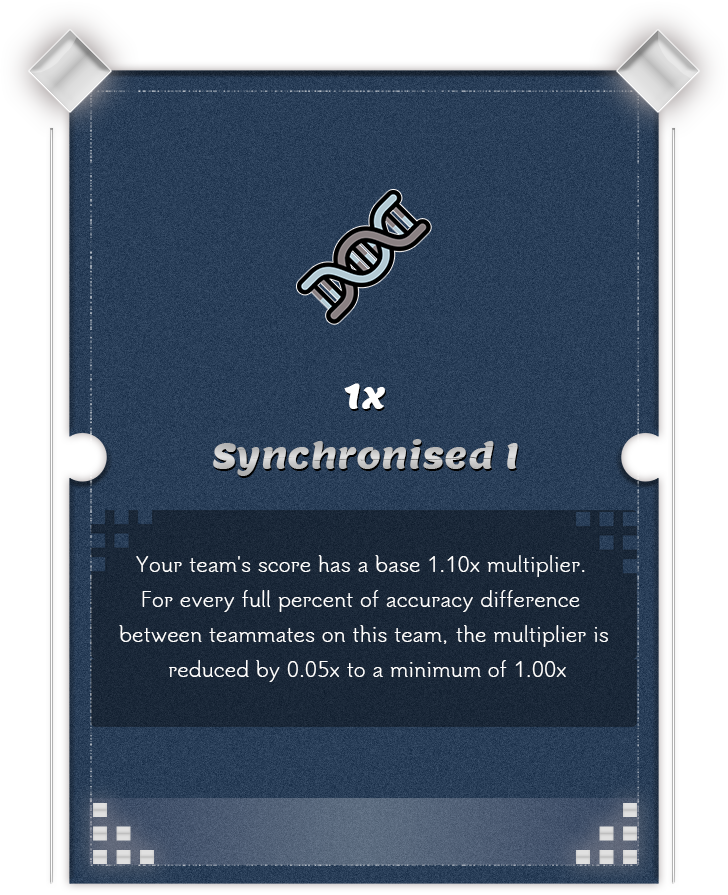 1x
Synchronised I
Your team's score has a base 1.10x multiplier.
For every full percent of accuracy difference
between teammates on this team, the multiplier is
reduced by 0.05x to a minimum of 1.00x